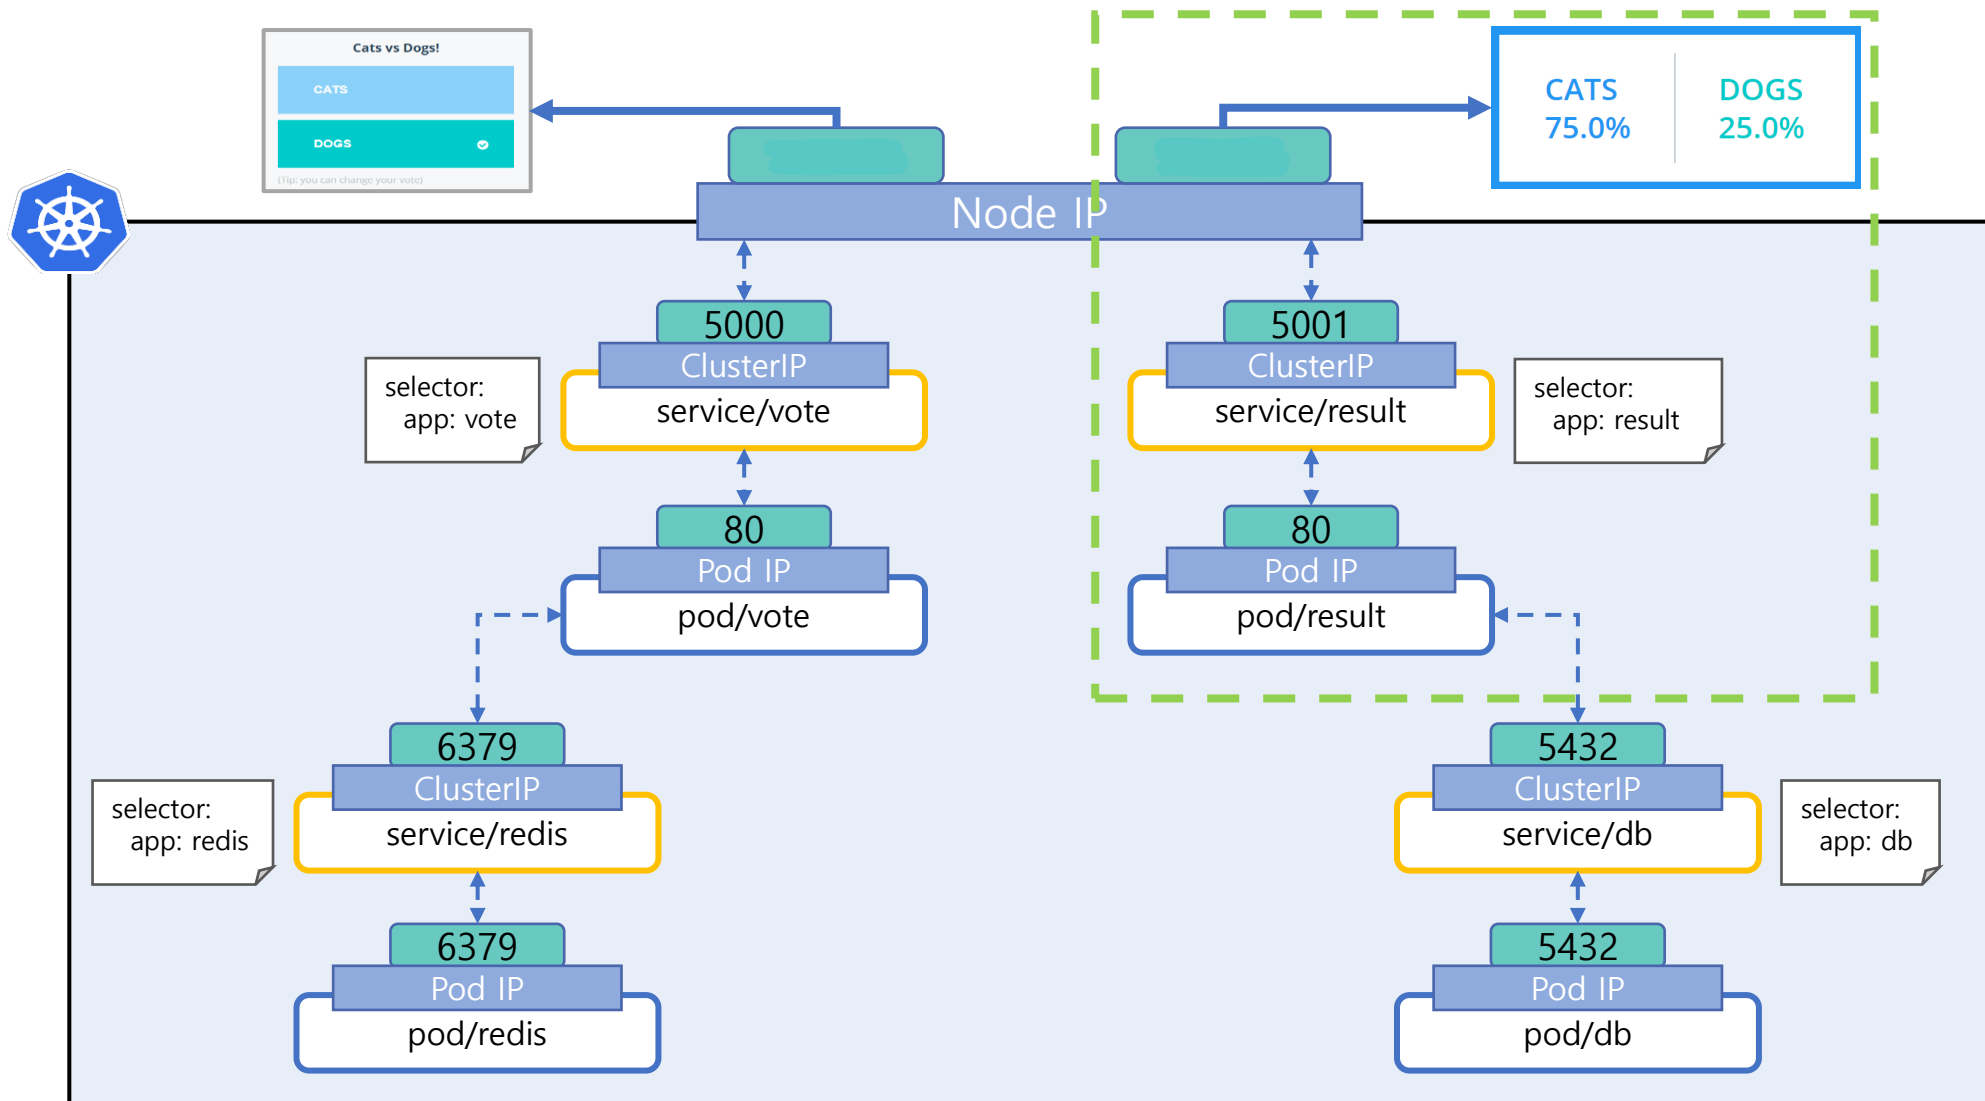 Cats vs Dogs!
CATS
DOGS
(Tip: you can change your vote)
CATS
75.0%
DOGS
25.0%
Node IP
5000
ClusterIP
service/vote
selector:
app: vote
5001
ClusterIP
service/result
selector:
app: result
80
Pod IP
pod/vote
80
Pod IP
pod/result
6379
ClusterIP
service/redis
selector:
app: redis
5432
ClusterIP
service/db
selector:
app: db
6379
Pod IP
pod/redis
5432
Pod IP
pod/db